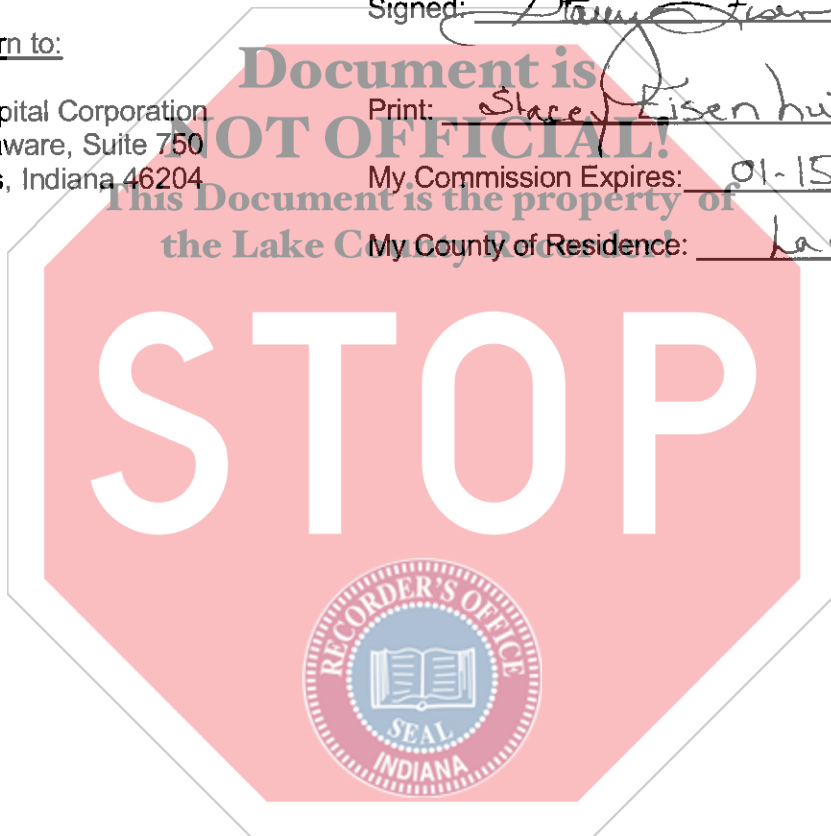 Signed:
rn to:
Document is
pital Corporation
Print: Stacey Eisenhui
ware, Suite 750
NOT OFFICIAL!
s, Indiana 46204
My Commission Expires: 01-15
This Document is the property of
the Lake County Recorder!
My County of Residence: La
STOP
RECORDER'S OFFICE
SEAL
INDIANA